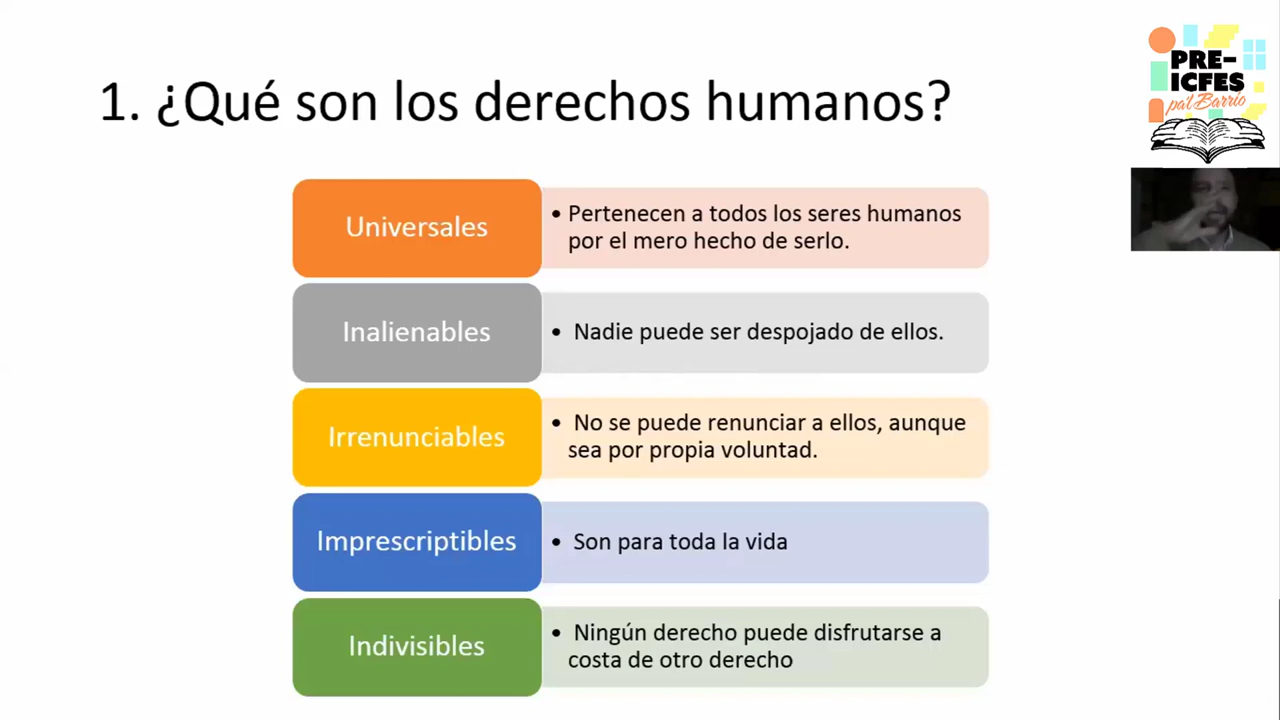 1. ¿Qué son los derechos humanos?
PRE-
ICFES
pa'l Barrio
Universales
• Pertenecen a todos los seres humanos
por el mero hecho de serlo.
Inalienables
• Nadie puede ser despojado de ellos.
Irrenunciables
• No se puede renunciar a ellos, aunque
sea por propia voluntad.
Imprescriptibles
• Son para toda la vida
Indivisibles
• Ningún derecho puede disfrutarse a
costa de otro derecho